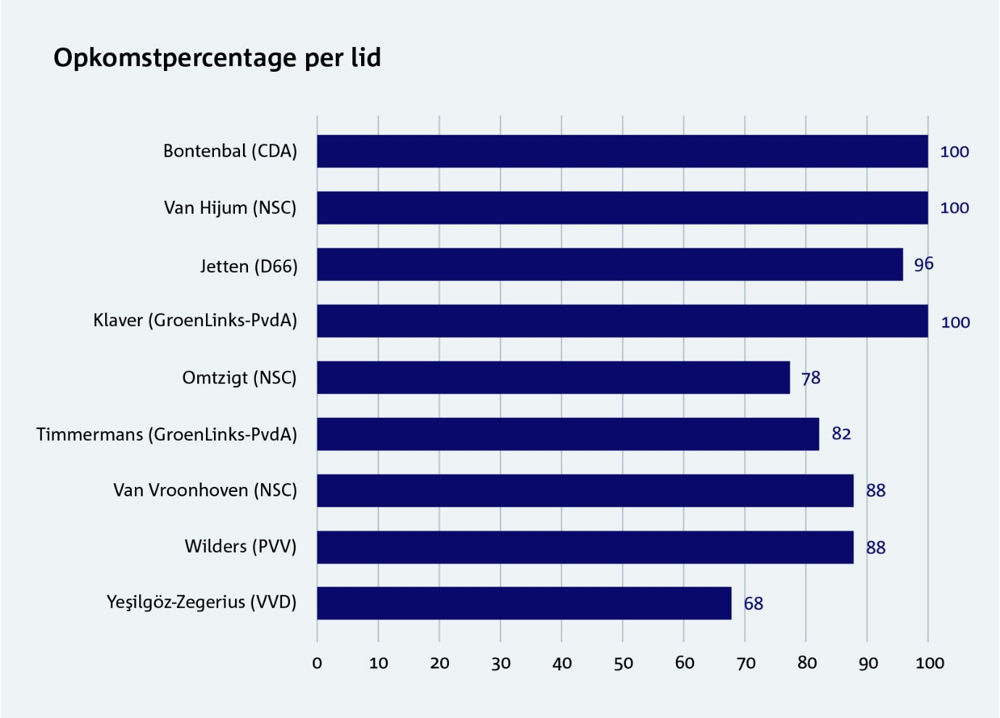 Opkomstpercentage per lid
Bontenbal (CDA) 100
Van Hijum (NSC) 100
Jetten (D66) 96
Klaver (GroenLinks-PvdA) 100
Omtzigt (NSC) 78
Timmermans (GroenLinks-PvdA) 82
Van Vroonhoven (NSC) 88
Wilders (PVV) 88
Yeşilgöz-Zegerius (VVD) 68
0 10 20 30 40 50 60 70 80 90 100